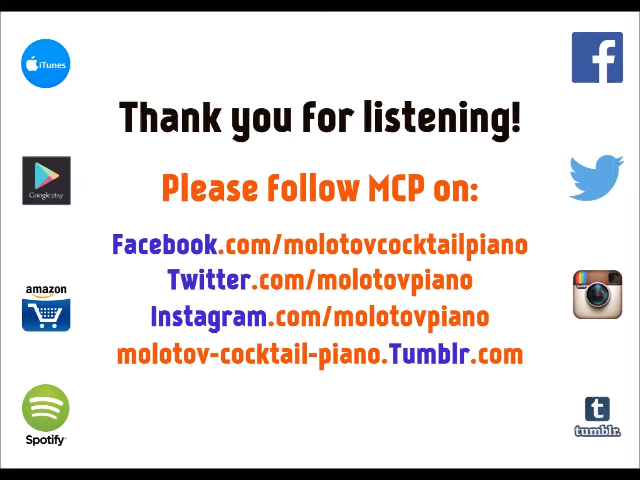 iTunes
Thank you for listening!
Google play
Please follow MCP on:
Facebook.com/molotovcocktailpiano
Twitter.com/molotovpiano
amazon
Instagram.com/molotovpiano
molotov-cocktail-piano.Tumblr.com
Spotify
tumblr.